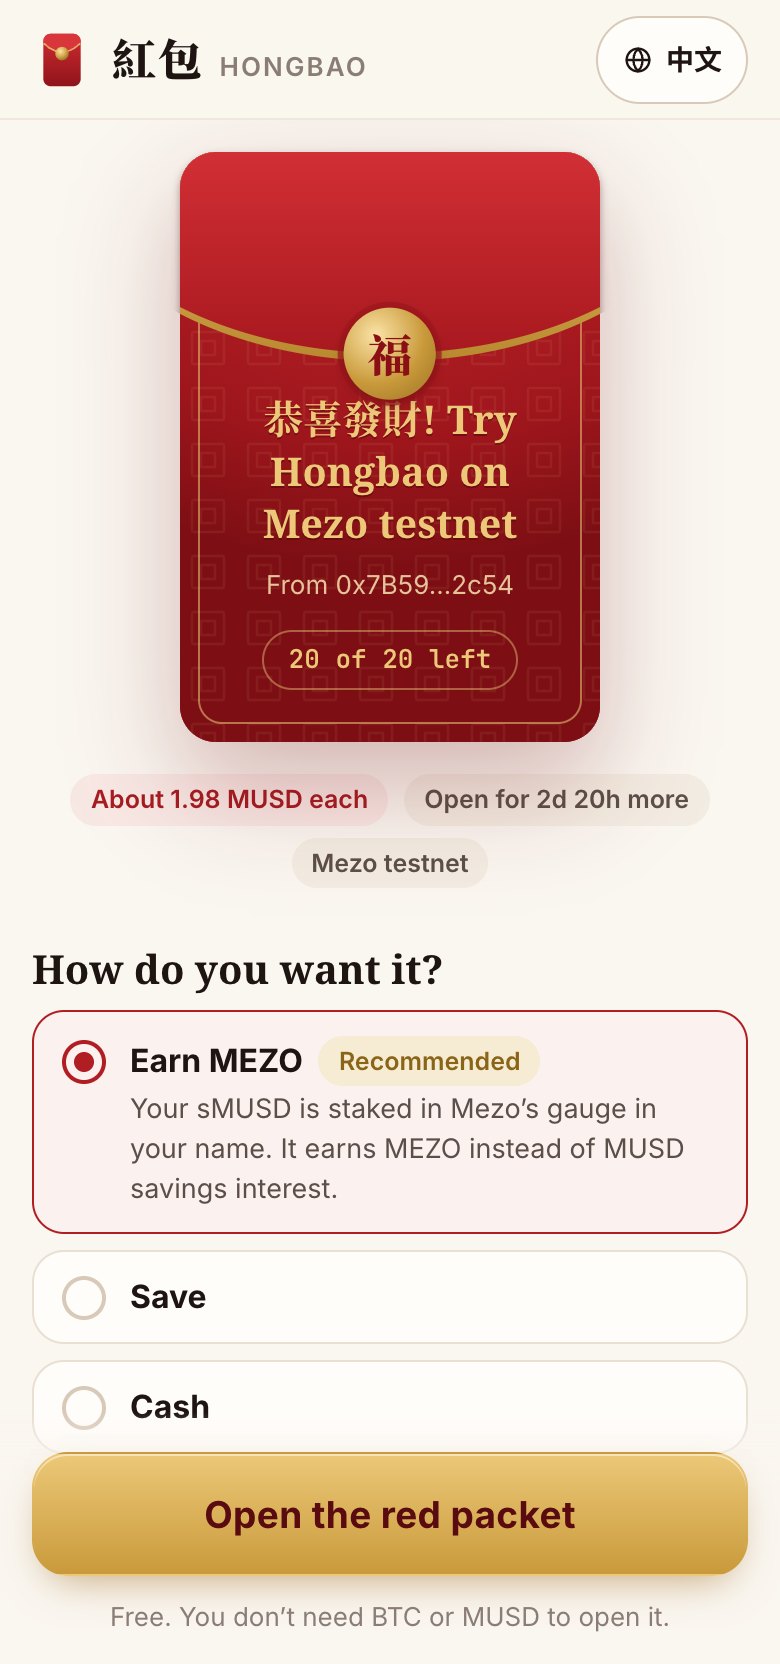 紅包 HONGBAO
中文
福
恭喜發財! Try
Hongbao on
Mezo testnet
From 0x7B59…2c54
20 of 20 left
About 1.98 MUSD each
Open for 2d 20h more
Mezo testnet
How do you want it?
Earn MEZO Recommended
Your sMUSD is staked in Mezo’s gauge in
your name. It earns MEZO instead of MUSD
savings interest.
Save
Cash
Open the red packet
Free. You don’t need BTC or MUSD to open it.